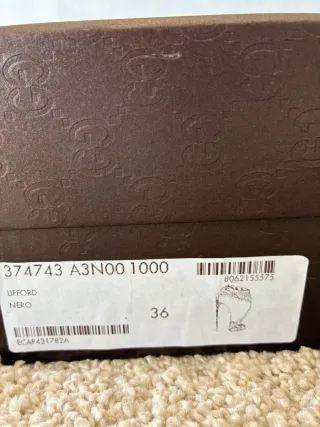 374743 A3N00 1000
8062155575
LIFFORD
NERO
36
ECAP431782A